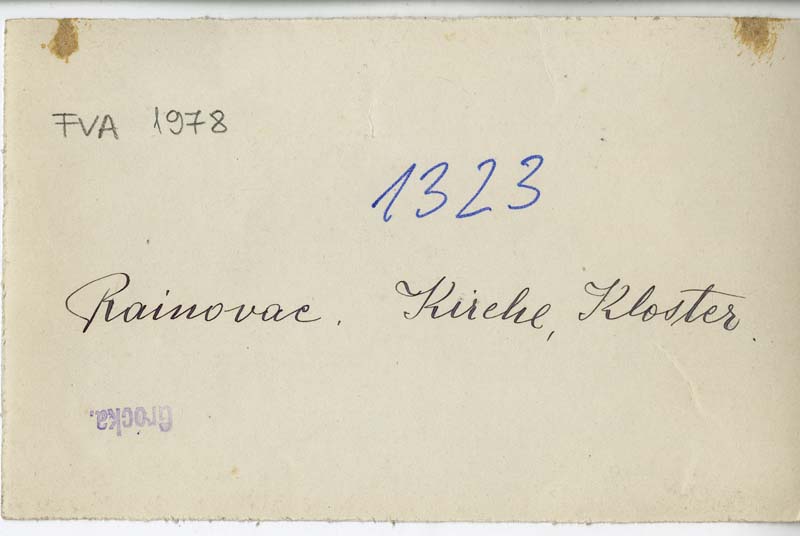 FVA 1978
1323
Rainovac. Kirche, Kloster.
Grocka.